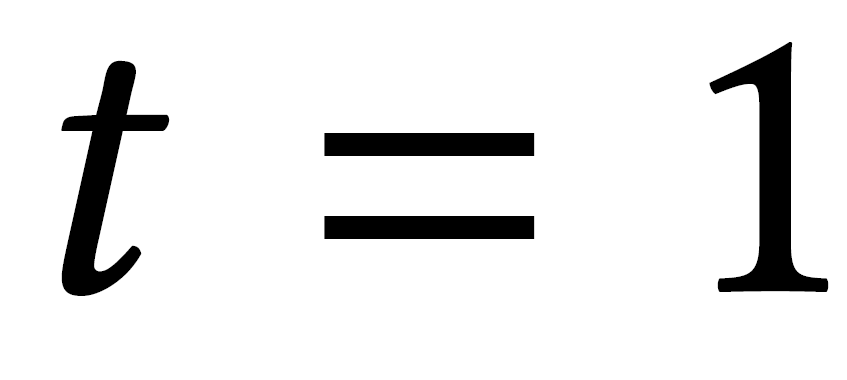 t = 1